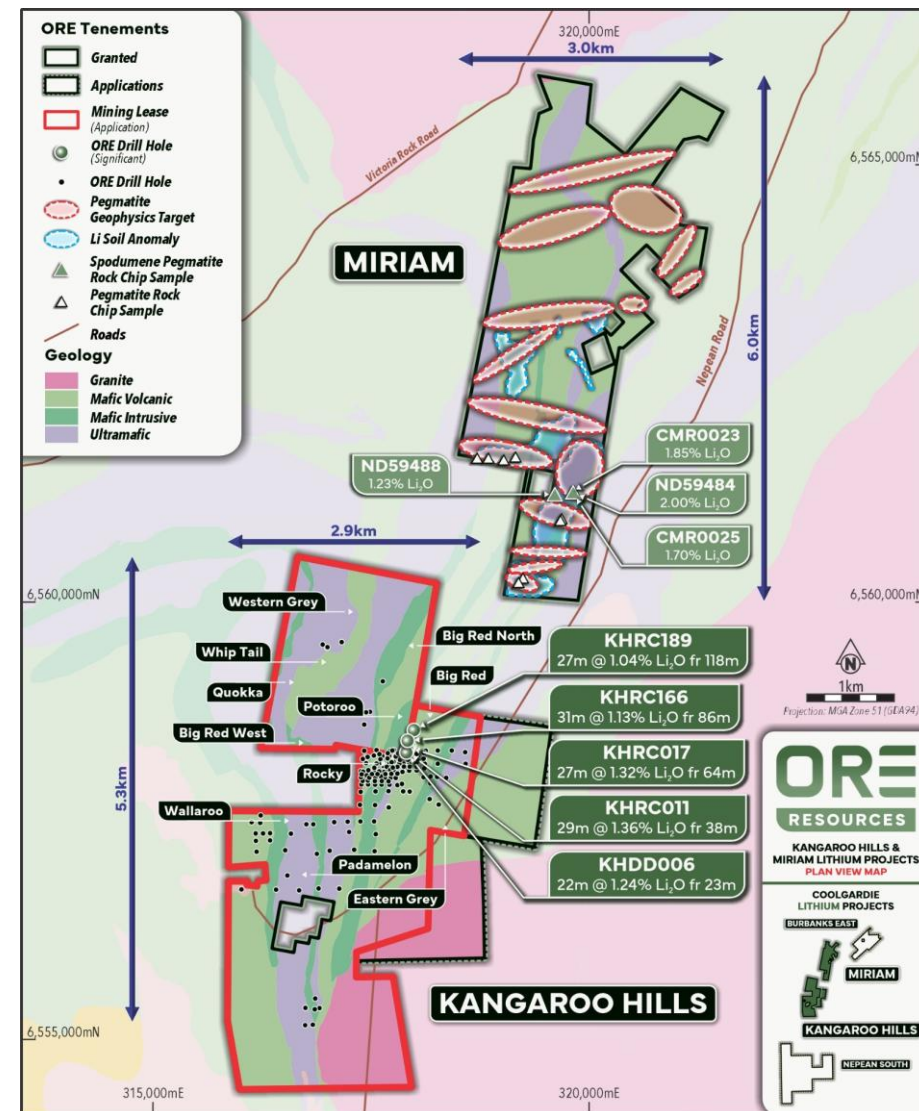 ORE Tenements
Granted
Applications
Mining Lease
(Application)
ORE Drill Hole
(Significant)
ORE Drill Hole
Pegmatite
Geophysics Target
Li Soil Anomaly
Spodumene Pegmatite
Rock Chip Sample
Pegmatite Rock
Chip Sample
Roads
Geology
Granite
Mafic Volcanic
Mafic Intrusive
Ultramafic
320,000mE
3.0km
Victoria Rock Road
6,565,000mN
MIRIAM
6.0km
Nepean Road
CMR0023
1.85% Li₂O
ND59488
1.23% Li₂O
ND59484
2.00% Li₂O
CMR0025
1.70% Li₂O
2.9km
6,560,000mN
6,560,000mN
Western Grey
Whip Tail
Quokka
Potoroo
Big Red West
Rocky
Wallaroo
Padamelon
Eastern Grey
Big Red North
Big Red
5.3km
KHRC189
27m @ 1.04% Li₂O fr 118m
KHRC166
31m @ 1.13% Li₂O fr 86m
KHRC017
27m @ 1.32% Li₂O fr 64m
KHRC011
29m @ 1.36% Li₂O fr 38m
KHDD006
22m @ 1.24% Li₂O fr 23m
N
1km
Projection: MGA Zone 51 (GDA94)
KANGAROO HILLS
6,555,000mN
315,000mE
320,000mE
ORE
RESOURCES
KANGAROO HILLS &
MIRIAM LITHIUM PROJECTS
PLAN VIEW MAP
COOLGARDIE
LITHIUM PROJECTS
BURBANKS EAST
MIRIAM
KANGAROO HILLS
NEPEAN SOUTH